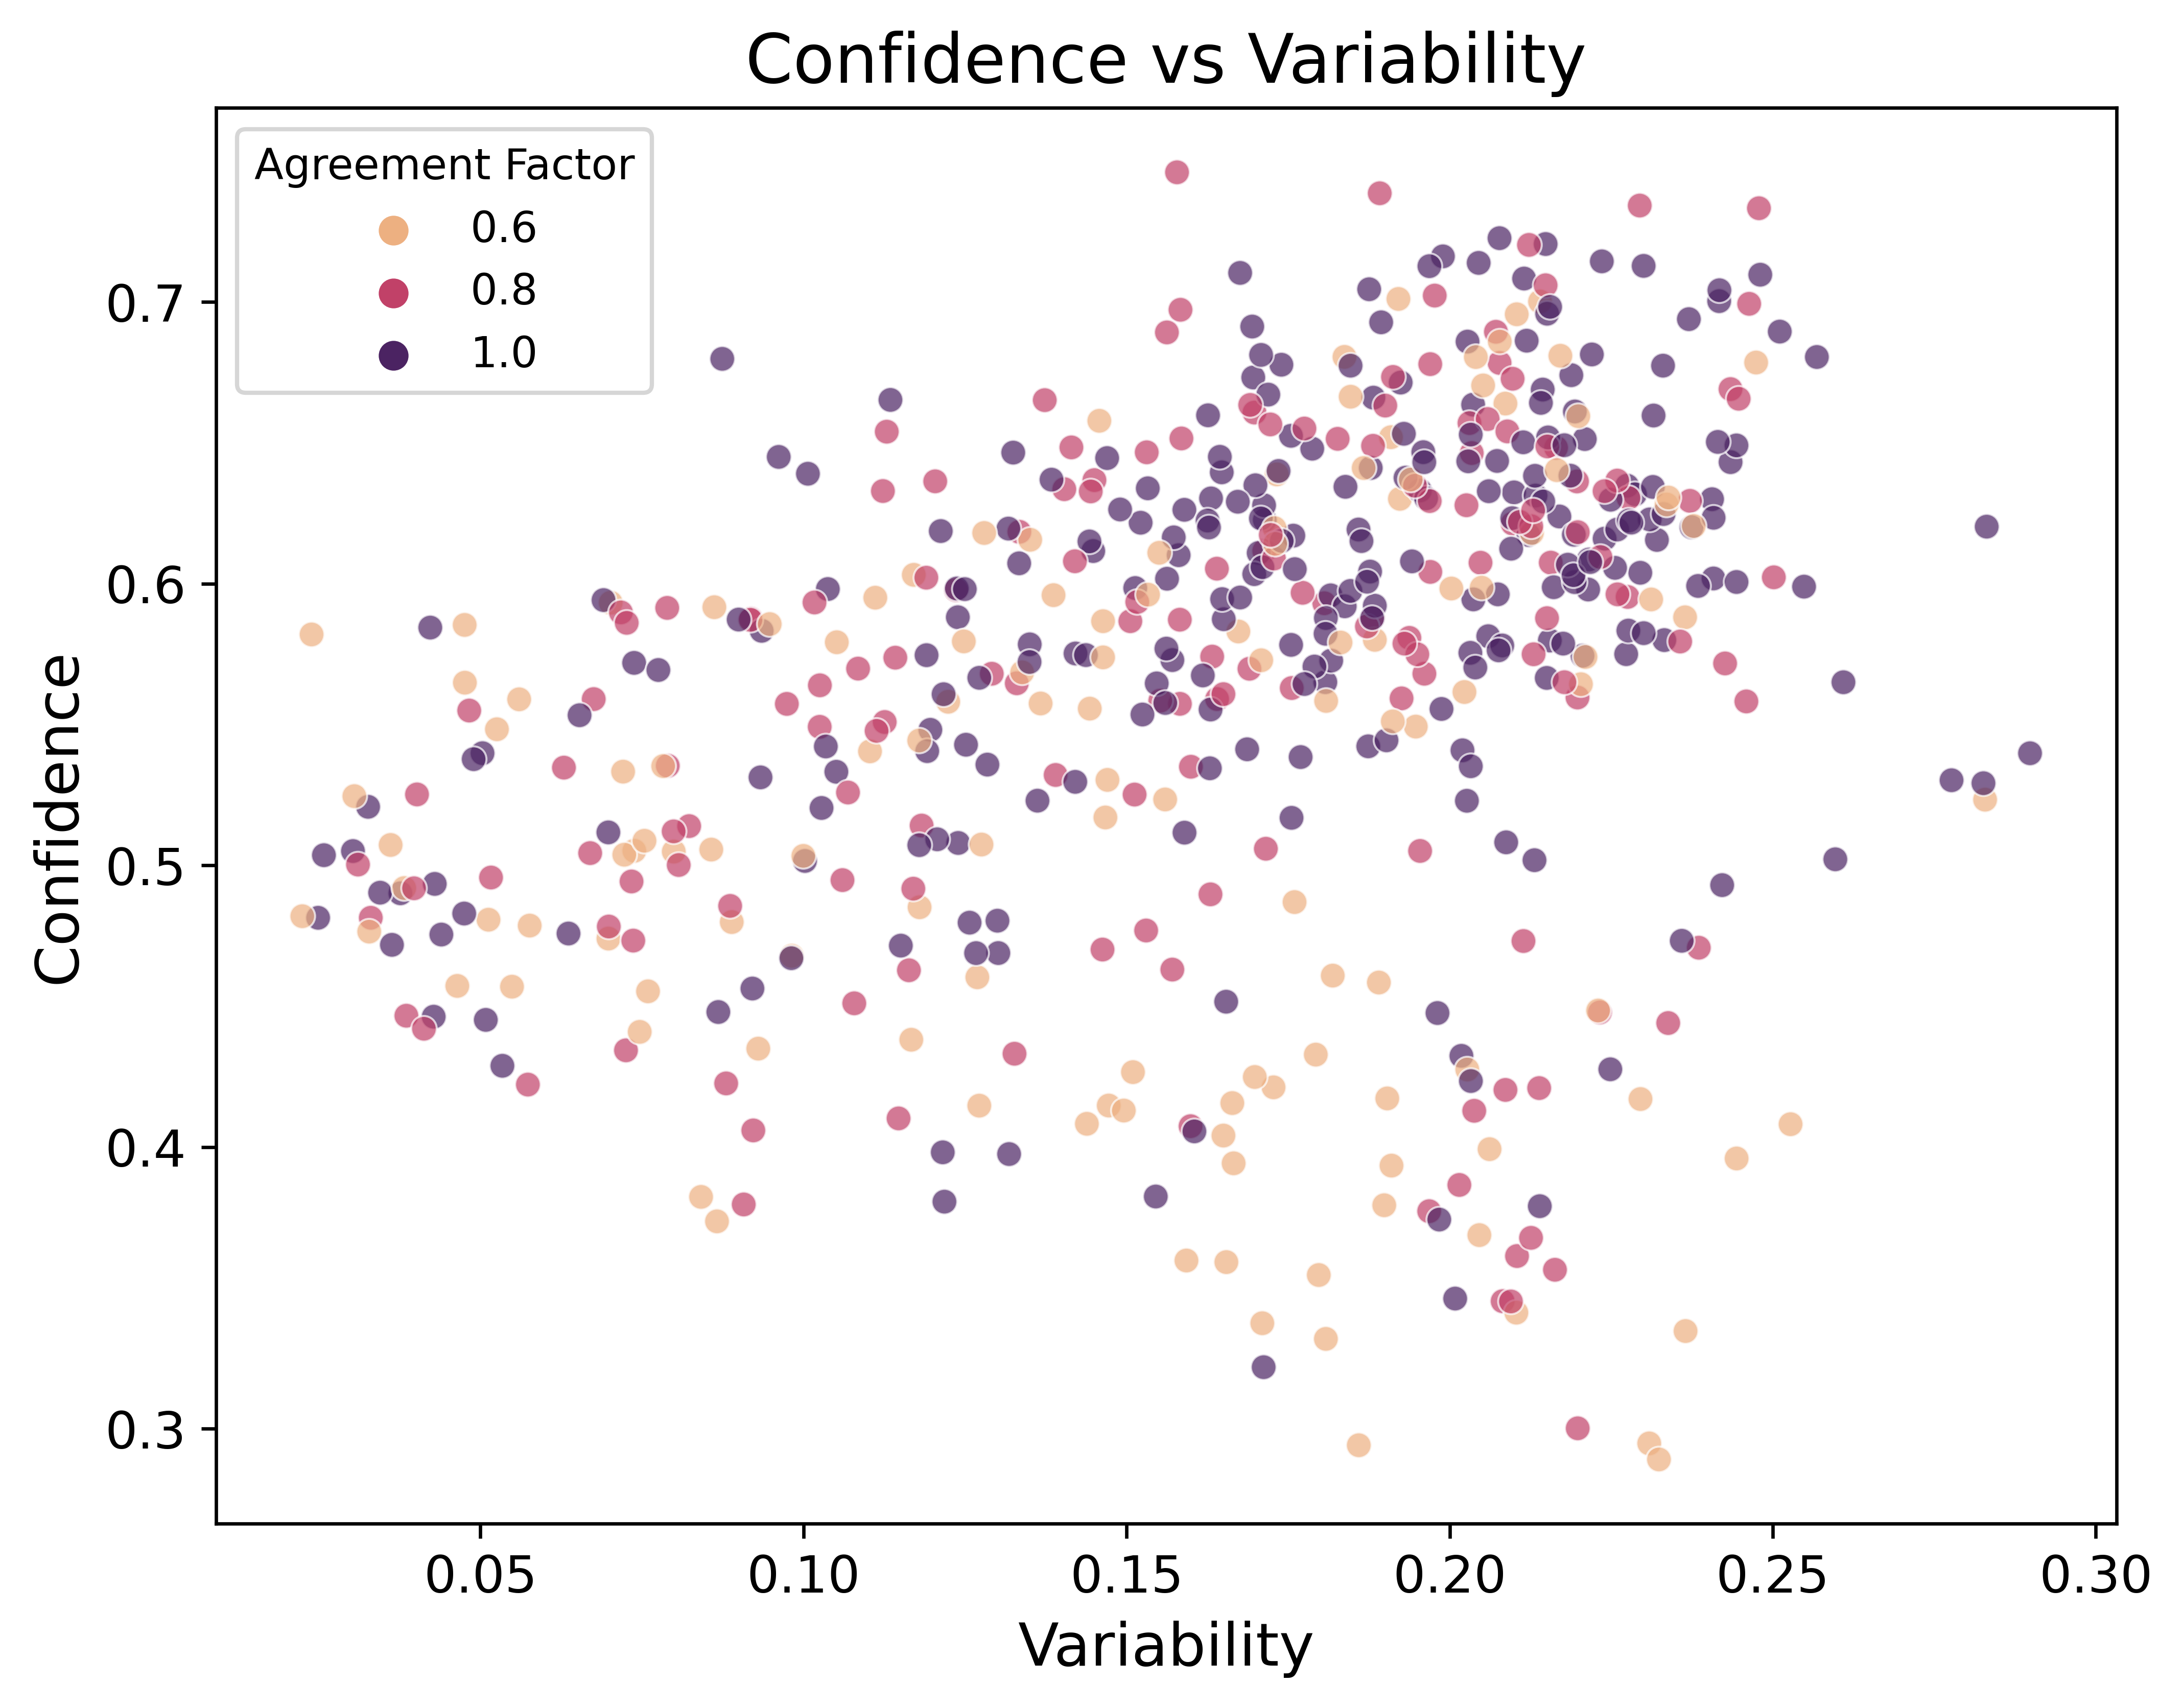 Confidence vs Variability
Agreement Factor
0.6
0.8
1.0
Confidence
0.7
0.6
0.5
0.4
0.3
0.05 0.10 0.15 0.20 0.25 0.30
Variability